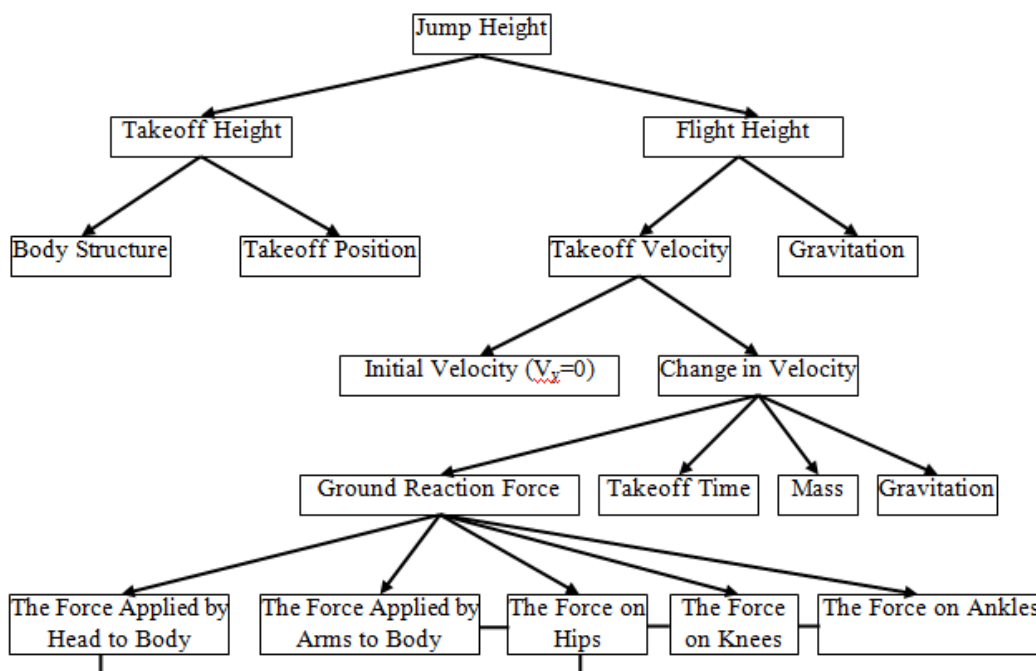 Jump Height
Takeoff Height
Flight Height
Body Structure
Takeoff Position
Takeoff Velocity
Gravitation
Initial Velocity (Vy=0)
Change in Velocity
Ground Reaction Force
Takeoff Time
Mass
Gravitation
The Force Applied by
Head to Body
The Force Applied by
Arms to Body
The Force on
Hips
The Force
on Knees
The Force on Ankles